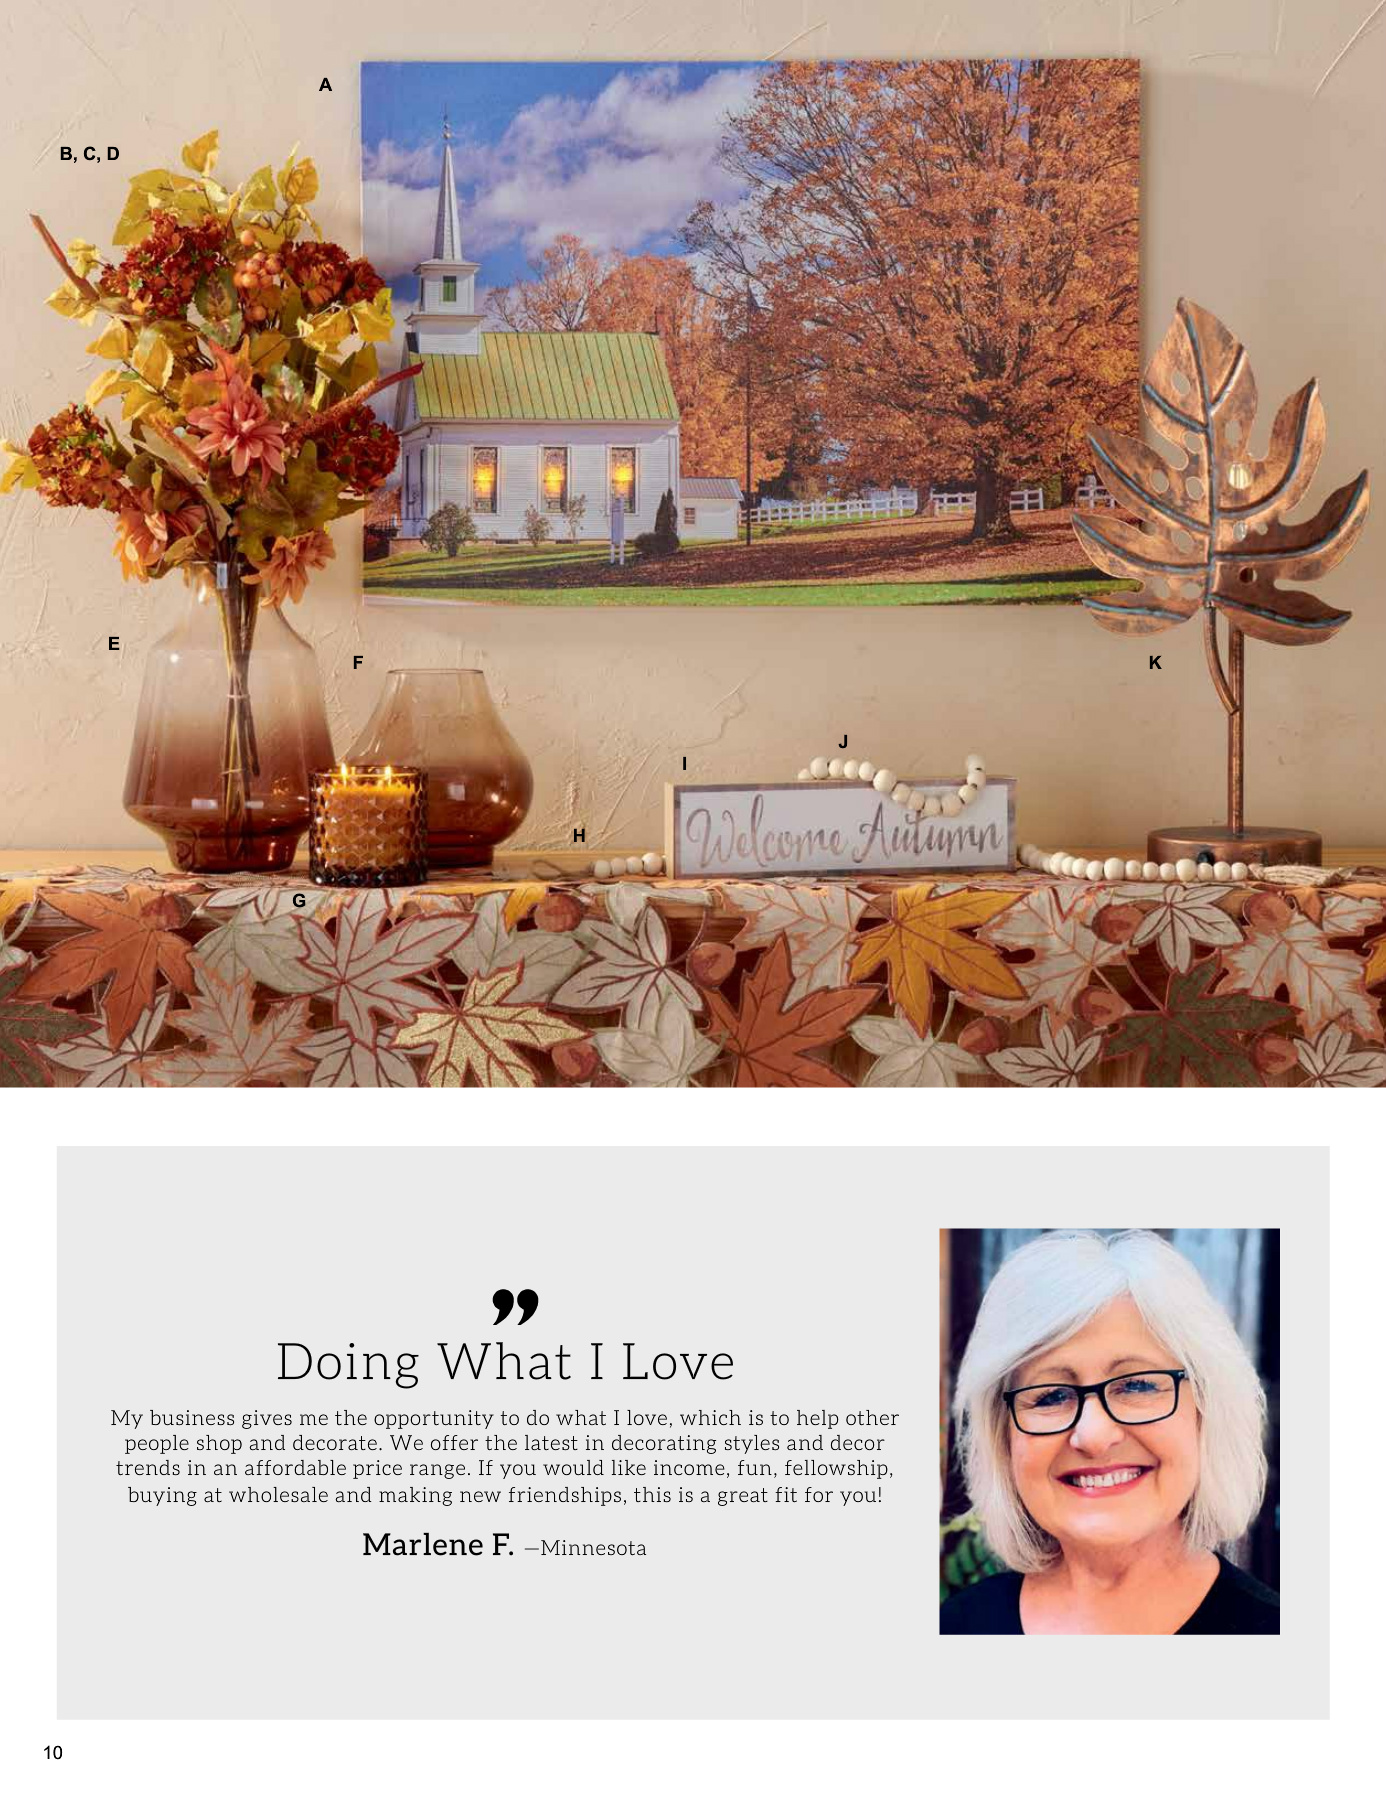 A
B, C, D
E
F
K
J
I
Welcome Autumn
H
G
”
Doing What I Love
My business gives me the opportunity to do what I love, which is to help other
people shop and decorate. We offer the latest in decorating styles and decor
trends in an affordable price range. If you would like income, fun, fellowship,
buying at wholesale and making new friendships, this is a great fit for you!
Marlene F. —Minnesota
10